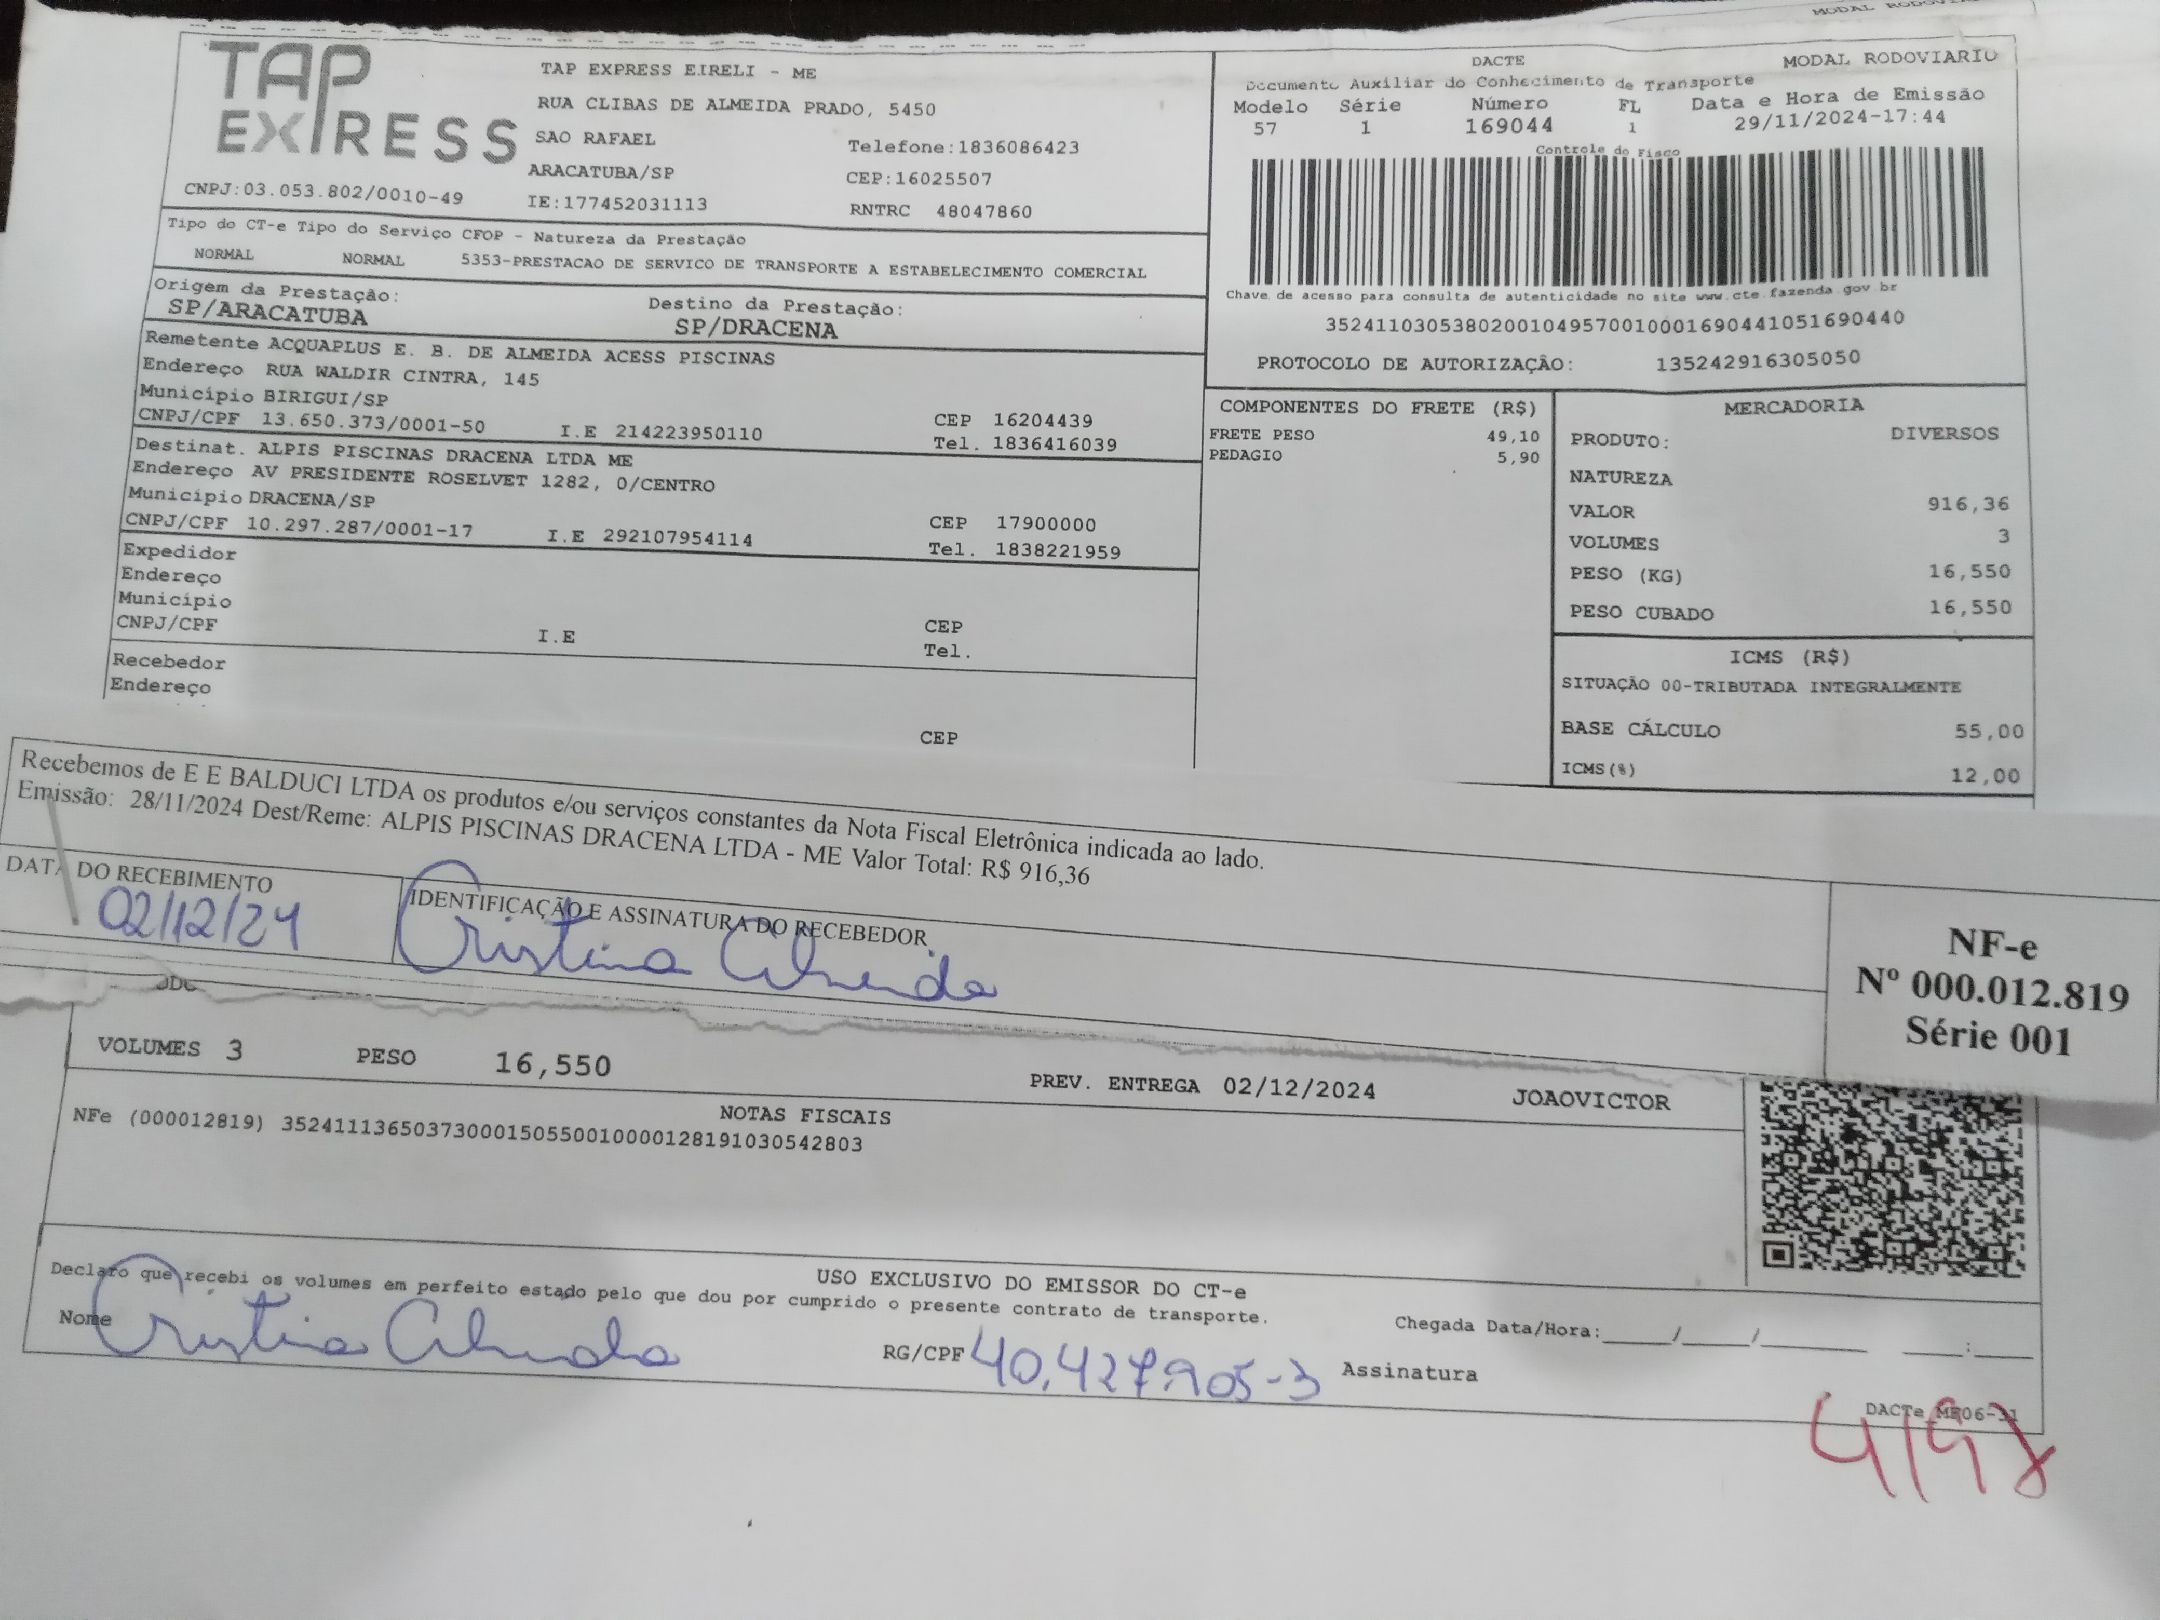 MODAL RODOVIARIO
TAP EXPRESS
TAP EXPRESS EIRELI - ME
RUA CLIBAS DE ALMEIDA PRADO, 5450
SAO RAFAEL
Telefone:1836086423
ARACATUBA/SP
CEP:16025507
CNPJ:03.053.802/0010-49
IE:177452031113
RNTRC 48047860
DACTE
MODAL RODOVIARIO
Documento Auxiliar do Conhecimento de Transporte
Modelo Série Número FL Data e Hora de Emissão
57 1 169044 1 29/11/2024-17:44
Controle do Fisco
Chave de acesso para consulta de autenticidade no site www.cte.fazenda.gov.br
35241103053802001049570010001690441051690440
PROTOCOLO DE AUTORIZAÇÃO: 135242916305050
Tipo do CT-e Tipo do Serviço CFOP - Natureza da Prestação
NORMAL NORMAL 5353-PRESTACAO DE SERVICO DE TRANSPORTE A ESTABELECIMENTO COMERCIAL
Origem da Prestação: Destino da Prestação:
SP/ARACATUBA SP/DRACENA
Remetente ACQUAPLUS E. B. DE ALMEIDA ACESS PISCINAS
Endereço RUA WALDIR CINTRA, 145
Município BIRIGUI/SP CEP 16204439
CNPJ/CPF 13.650.373/0001-50 I.E 214223950110 Tel. 1836416039
Destinat. ALPIS PISCINAS DRACENA LTDA ME
Endereço AV PRESIDENTE ROSELVET 1282, 0/CENTRO
Município DRACENA/SP CEP 17900000
CNPJ/CPF 10.297.287/0001-17 I.E 292107954114 Tel. 1838221959
Expedidor
Endereço
Município CEP
CNPJ/CPF I.E Tel.
Recebedor
Endereço
CEP
COMPONENTES DO FRETE (R$)
FRETE PESO 49,10
PEDAGIO 5,90
MERCADORIA
PRODUTO: DIVERSOS
NATUREZA
VALOR 916,36
VOLUMES 3
PESO (KG) 16,550
PESO CUBADO 16,550
ICMS (R$)
SITUAÇÃO 00-TRIBUTADA INTEGRALMENTE
BASE CÁLCULO 55,00
ICMS(%) 12,00
Recebemos de E E BALDUCI LTDA os produtos e/ou serviços constantes da Nota Fiscal Eletrônica indicada ao lado.
Emissão: 28/11/2024 Dest/Reme: ALPIS PISCINAS DRACENA LTDA - ME Valor Total: R$ 916,36
DATA DO RECEBIMENTO IDENTIFICAÇÃO E ASSINATURA DO RECEBEDOR
02/12/24 Cristina Almeida
NF-e
Nº 000.012.819
Série 001
VOLUMES 3 PESO 16,550 PREV. ENTREGA 02/12/2024 JOAOVICTOR
NOTAS FISCAIS
NFe (000012819) 35241113650373000150550010000128191030542803
USO EXCLUSIVO DO EMISSOR DO CT-e
Declaro que recebi os volumes em perfeito estado pelo que dou por cumprido o presente contrato de transporte.
Chegada Data/Hora:____/____/______ ____:____
Nome Cristina Almeida RG/CPF 40.427.905-3 Assinatura